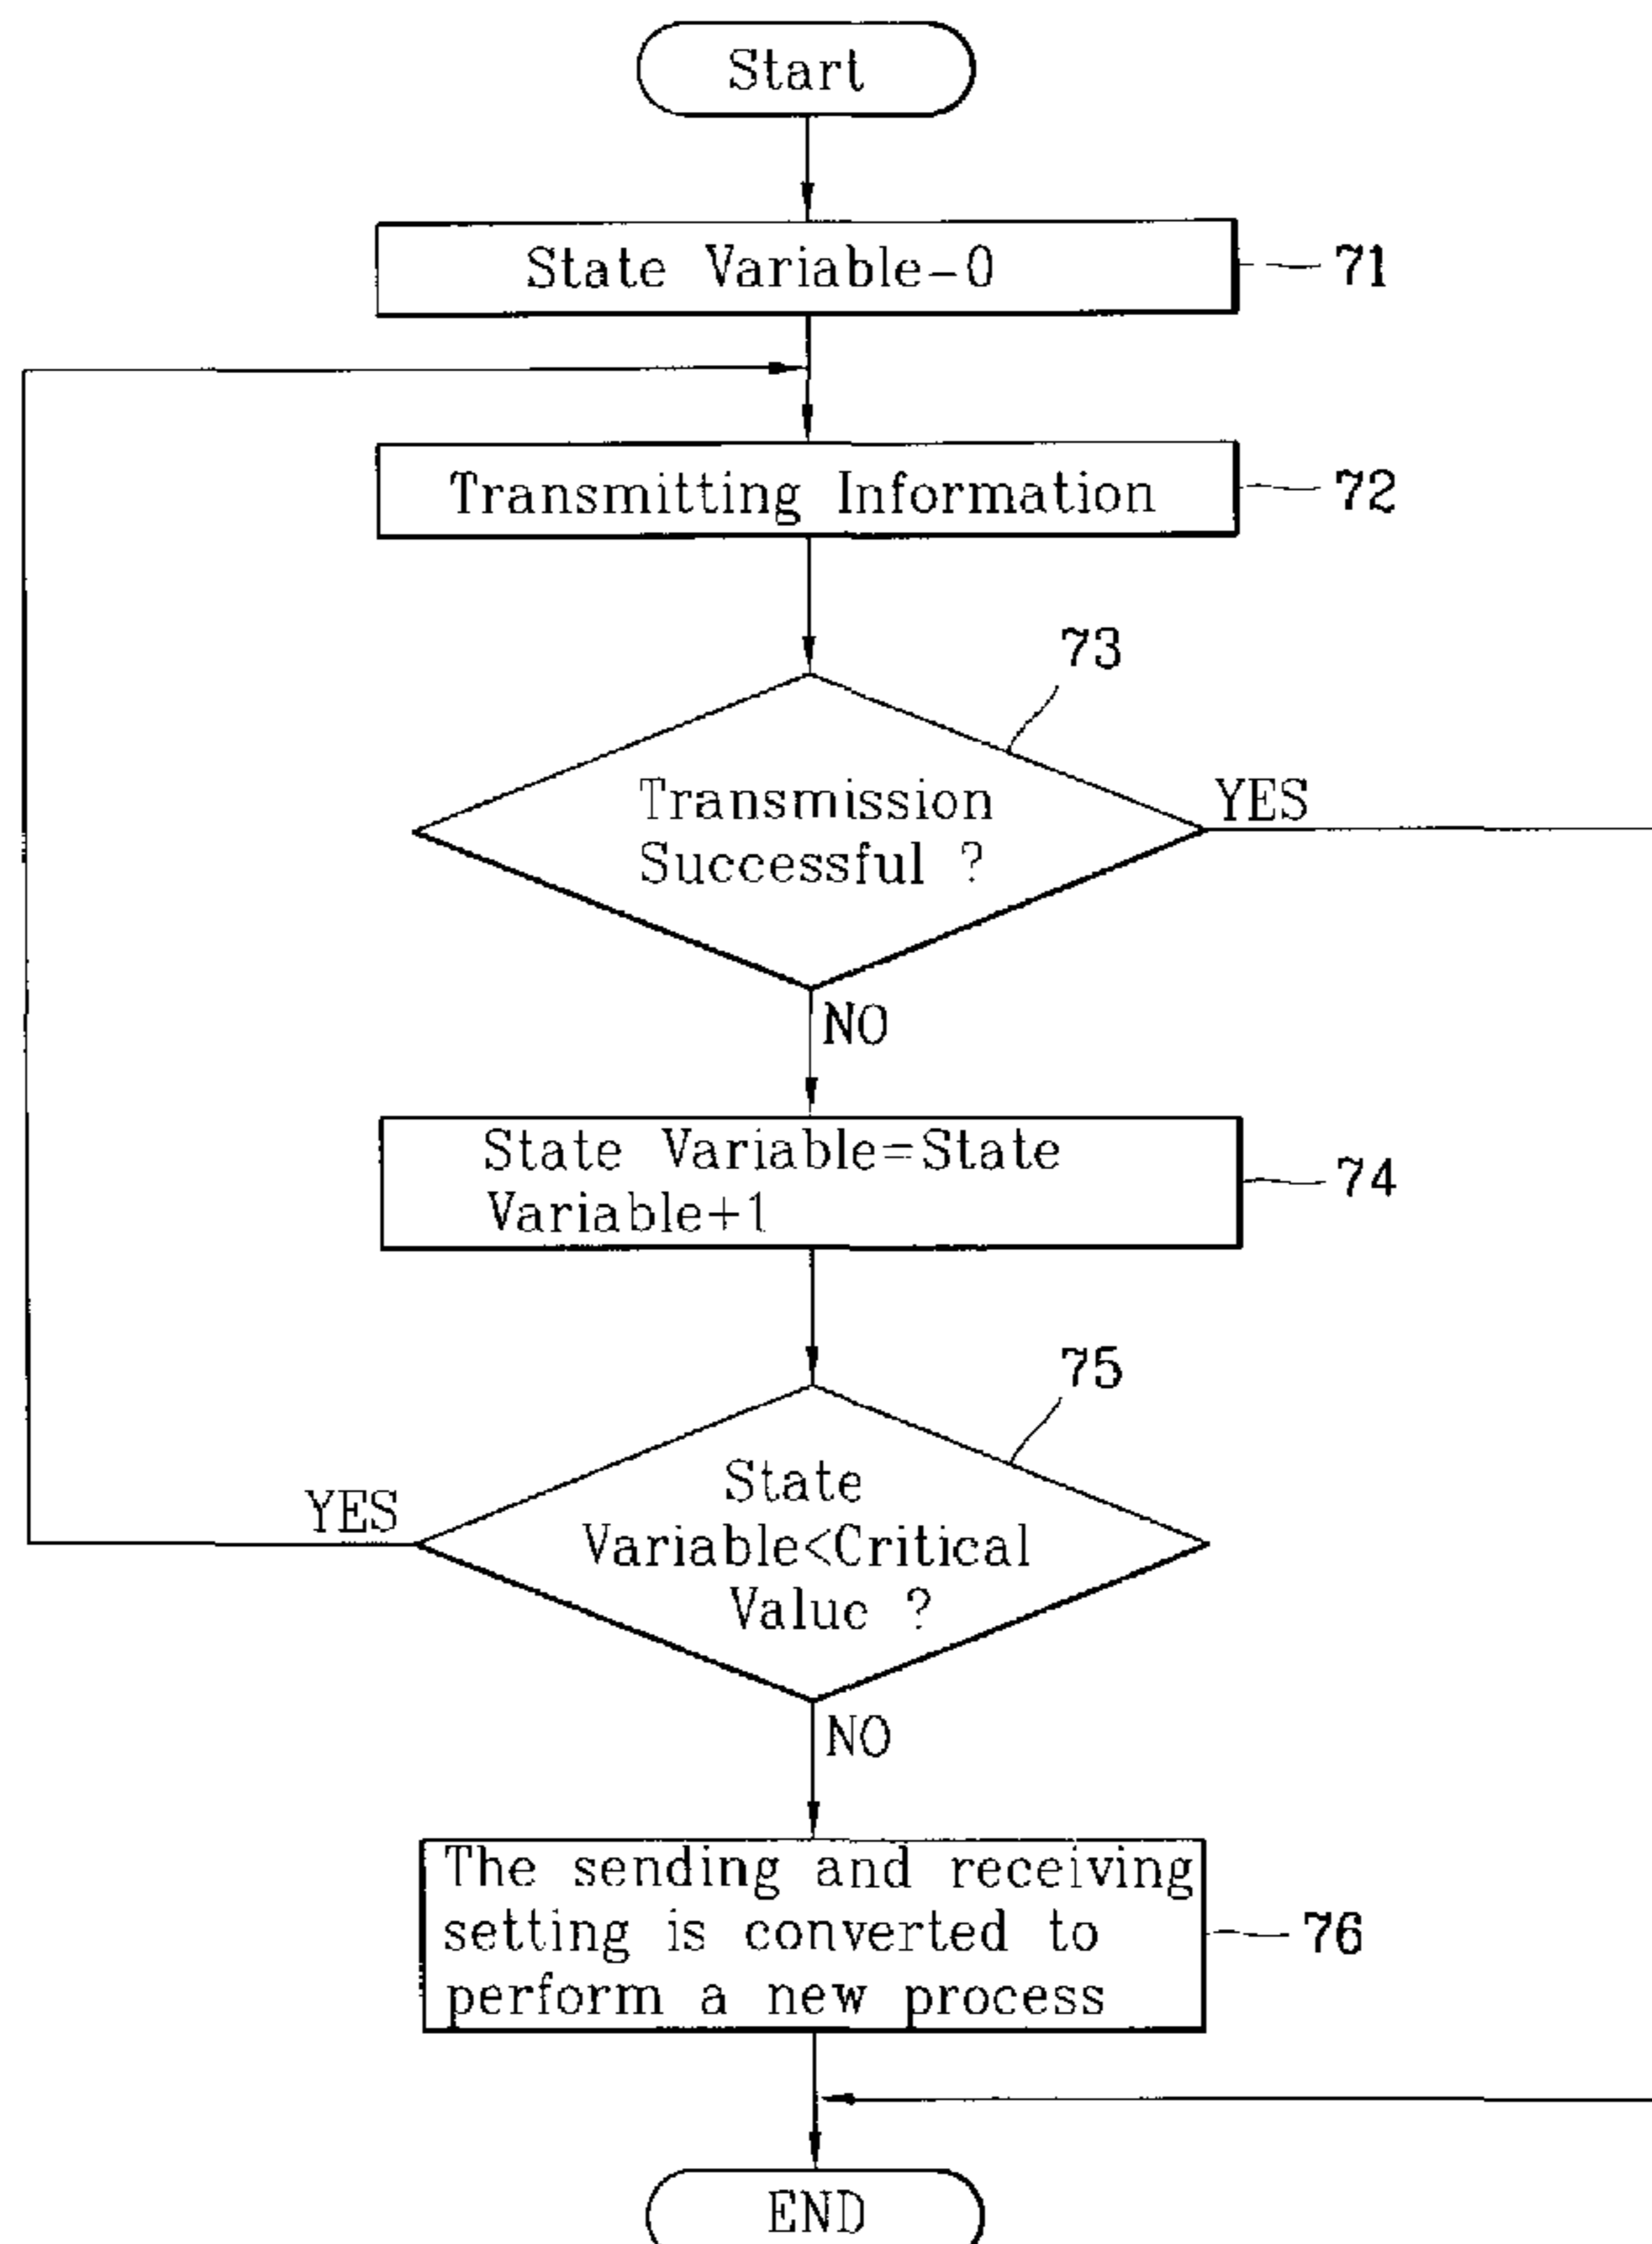 Start
State Variable-0
71
Transmitting Information
72
73
Transmission
Successful ?
YES
NO
State Variable=State
Variable+1
74
75
State
Variable<Critical
Value ?
YES
NO
The sending and receiving
setting is converted to
perform a new process
76
END